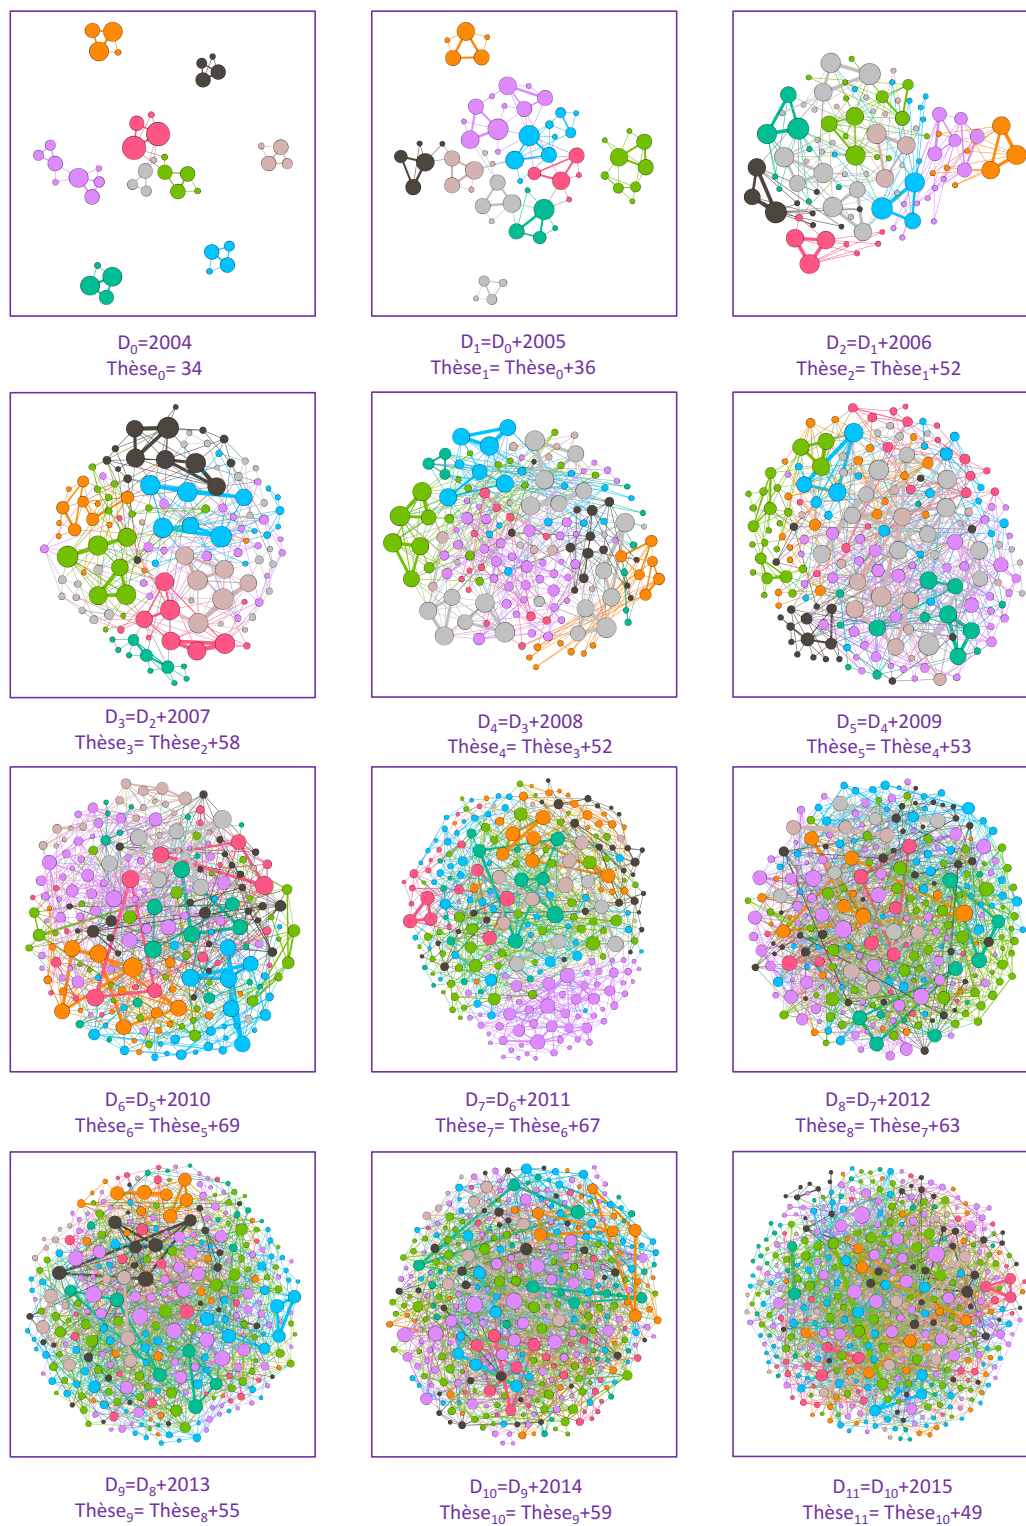 D₀=2004
Thèse₀= 34
D₁=D₀+2005
Thèse₁= Thèse₀+36
D₂=D₁+2006
Thèse₂= Thèse₁+52
D₃=D₂+2007
Thèse₃= Thèse₂+58
D₄=D₃+2008
Thèse₄= Thèse₃+52
D₅=D₄+2009
Thèse₅= Thèse₄+53
D₆=D₅+2010
Thèse₆= Thèse₅+69
D₇=D₆+2011
Thèse₇= Thèse₆+67
D₈=D₇+2012
Thèse₈= Thèse₇+63
D₉=D₈+2013
Thèse₉= Thèse₈+55
D₁₀=D₉+2014
Thèse₁₀= Thèse₉+59
D₁₁=D₁₀+2015
Thèse₁₁= Thèse₁₀+49